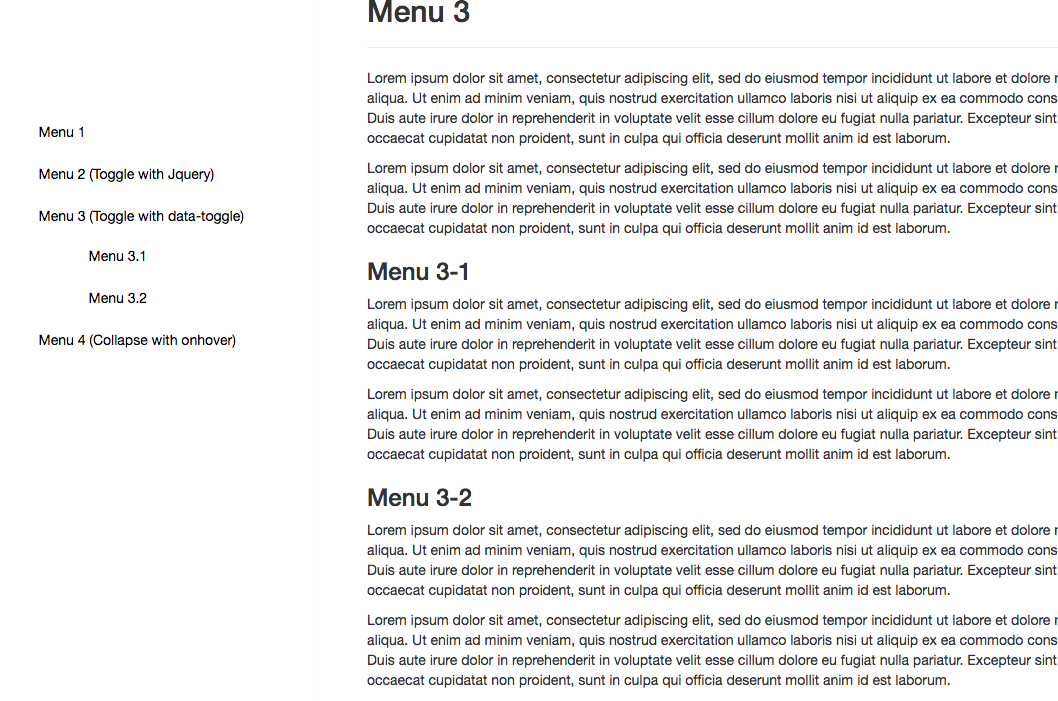 Menu 1
Menu 2 (Toggle with Jquery)
Menu 3 (Toggle with data-toggle)
Menu 3.1
Menu 3.2
Menu 4 (Collapse with onhover)
Menu 3
Lorem ipsum dolor sit amet, consectetur adipiscing elit, sed do eiusmod tempor incididunt ut labore et dolore
aliqua. Ut enim ad minim veniam, quis nostrud exercitation ullamco laboris nisi ut aliquip ex ea commodo cons
Duis aute irure dolor in reprehenderit in voluptate velit esse cillum dolore eu fugiat nulla pariatur. Excepteur sint
occaecat cupidatat non proident, sunt in culpa qui officia deserunt mollit anim id est laborum.
Lorem ipsum dolor sit amet, consectetur adipiscing elit, sed do eiusmod tempor incididunt ut labore et dolore
aliqua. Ut enim ad minim veniam, quis nostrud exercitation ullamco laboris nisi ut aliquip ex ea commodo cons
Duis aute irure dolor in reprehenderit in voluptate velit esse cillum dolore eu fugiat nulla pariatur. Excepteur sint
occaecat cupidatat non proident, sunt in culpa qui officia deserunt mollit anim id est laborum.
Menu 3-1
Lorem ipsum dolor sit amet, consectetur adipiscing elit, sed do eiusmod tempor incididunt ut labore et dolore
aliqua. Ut enim ad minim veniam, quis nostrud exercitation ullamco laboris nisi ut aliquip ex ea commodo cons
Duis aute irure dolor in reprehenderit in voluptate velit esse cillum dolore eu fugiat nulla pariatur. Excepteur sint
occaecat cupidatat non proident, sunt in culpa qui officia deserunt mollit anim id est laborum.
Lorem ipsum dolor sit amet, consectetur adipiscing elit, sed do eiusmod tempor incididunt ut labore et dolore
aliqua. Ut enim ad minim veniam, quis nostrud exercitation ullamco laboris nisi ut aliquip ex ea commodo cons
Duis aute irure dolor in reprehenderit in voluptate velit esse cillum dolore eu fugiat nulla pariatur. Excepteur sint
occaecat cupidatat non proident, sunt in culpa qui officia deserunt mollit anim id est laborum.
Menu 3-2
Lorem ipsum dolor sit amet, consectetur adipiscing elit, sed do eiusmod tempor incididunt ut labore et dolore
aliqua. Ut enim ad minim veniam, quis nostrud exercitation ullamco laboris nisi ut aliquip ex ea commodo cons
Duis aute irure dolor in reprehenderit in voluptate velit esse cillum dolore eu fugiat nulla pariatur. Excepteur sint
occaecat cupidatat non proident, sunt in culpa qui officia deserunt mollit anim id est laborum.
Lorem ipsum dolor sit amet, consectetur adipiscing elit, sed do eiusmod tempor incididunt ut labore et dolore
aliqua. Ut enim ad minim veniam, quis nostrud exercitation ullamco laboris nisi ut aliquip ex ea commodo cons
Duis aute irure dolor in reprehenderit in voluptate velit esse cillum dolore eu fugiat nulla pariatur. Excepteur sint
occaecat cupidatat non proident, sunt in culpa qui officia deserunt mollit anim id est laborum.